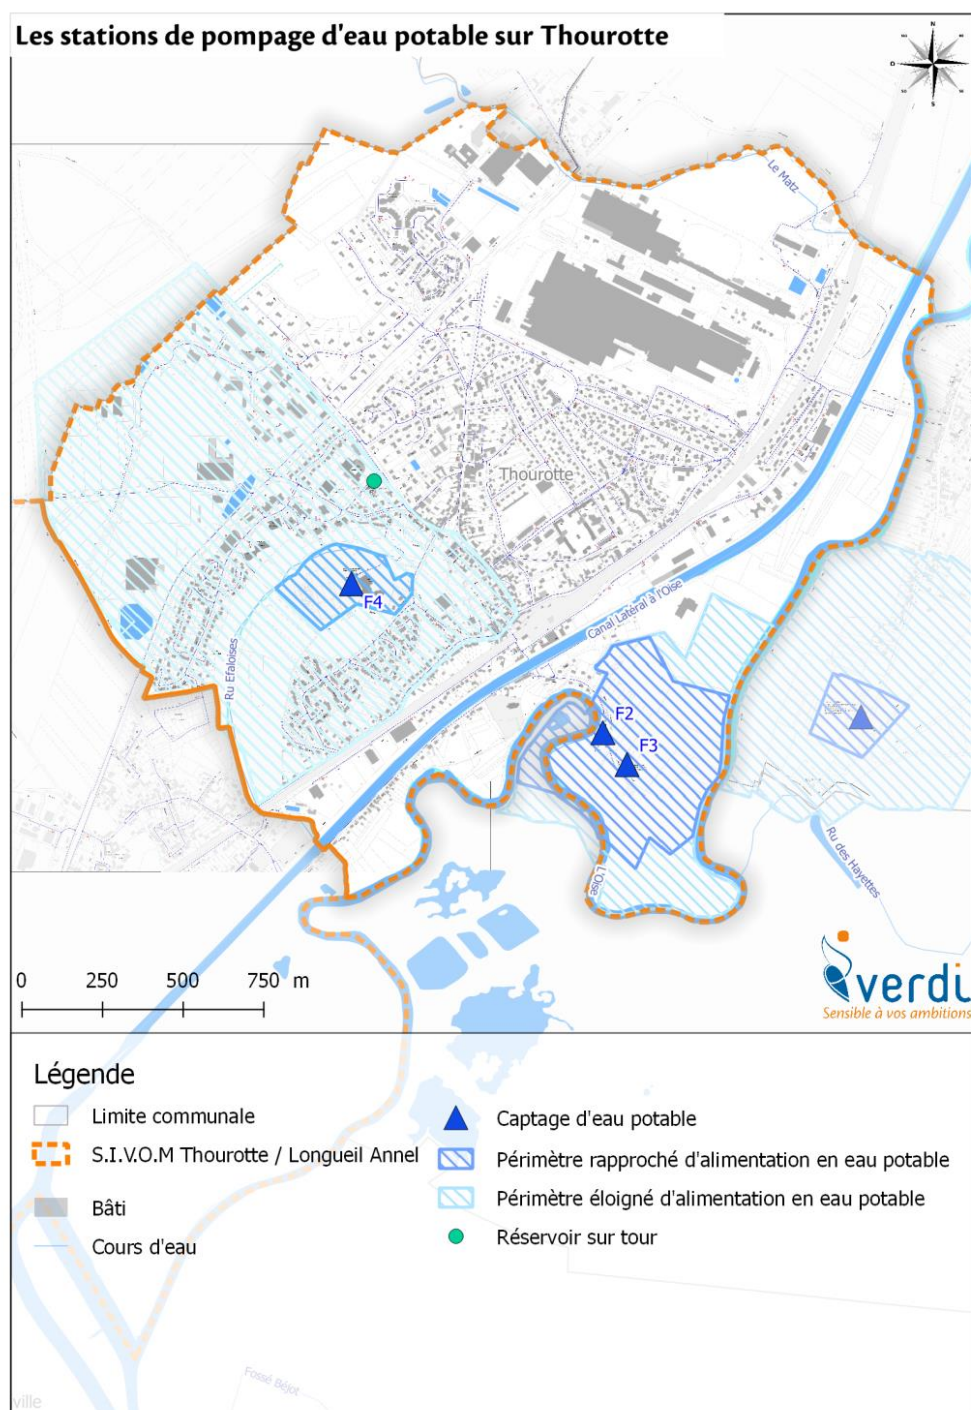 Les stations de pompage d'eau potable sur Thourotte
N
O
E
S
Le Matz
Thourotte
F4
Ru Efaloises
Canal Latéral à l'Oise
F2
F3
L'Oise
Ru des Hayettes
0 250 500 750 m
verdi
Sensible à vos ambitions
Légende
Limite communale
S.I.V.O.M Thourotte / Longueil Annel
Bâti
Cours d'eau
Captage d'eau potable
Périmètre rapproché d'alimentation en eau potable
Périmètre éloigné d'alimentation en eau potable
Réservoir sur tour
Fossé Béjot
ville